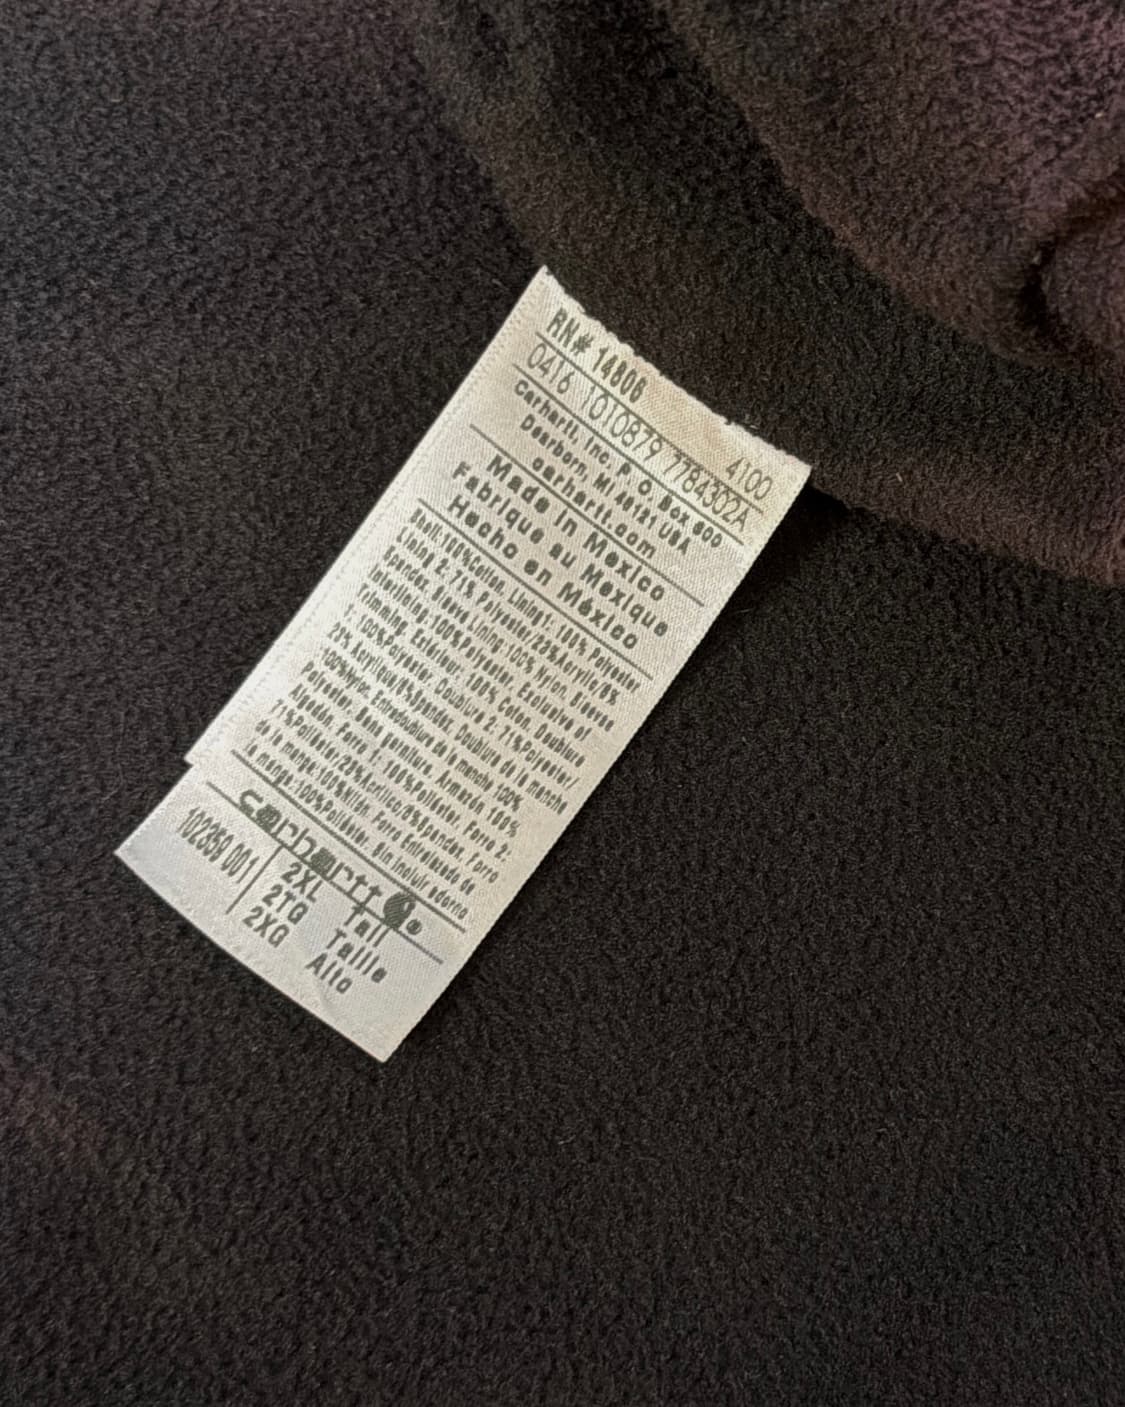 RN# 14806
4100
0416 1010879 7784302A
Carhartt, Inc. P. O. Box 600
Dearborn, MI 48121 USA
carhartt.com
Made in Mexico
Fabrique au Mexique
Hecho en México
Shell: 100%Cotton. Lining1: 100% Polyester
Lining 2: 71% Polyester/23%Acrylic/6%
Spandex. Sleeve Lining:100% Nylon. Sleeve
Interlining:100%Polyester. Exclusive of
Trimming. Extérieur: 100% Coton. Doublure
1: 100%Polyester. Doublure 2: 71%Polyester/
23% Acrylique/6%Spandex. Doublure de la manche
100%Nylon. Entredoublure de la manche 100%
Polyester. Sans garniture. Armazón: 100%
Algodón. Forro 1: 100%Poliéster. Forro 2:
71%Poliéster/23%Acrílico/6%Spandex. Forro
de la manga:100%Nilón. Forro Entretejado de
la manga:100%Poliéster. Sin incluir adorno.
carhartt
102359 001
2XL Tall
2TG Taille
2XG Alto